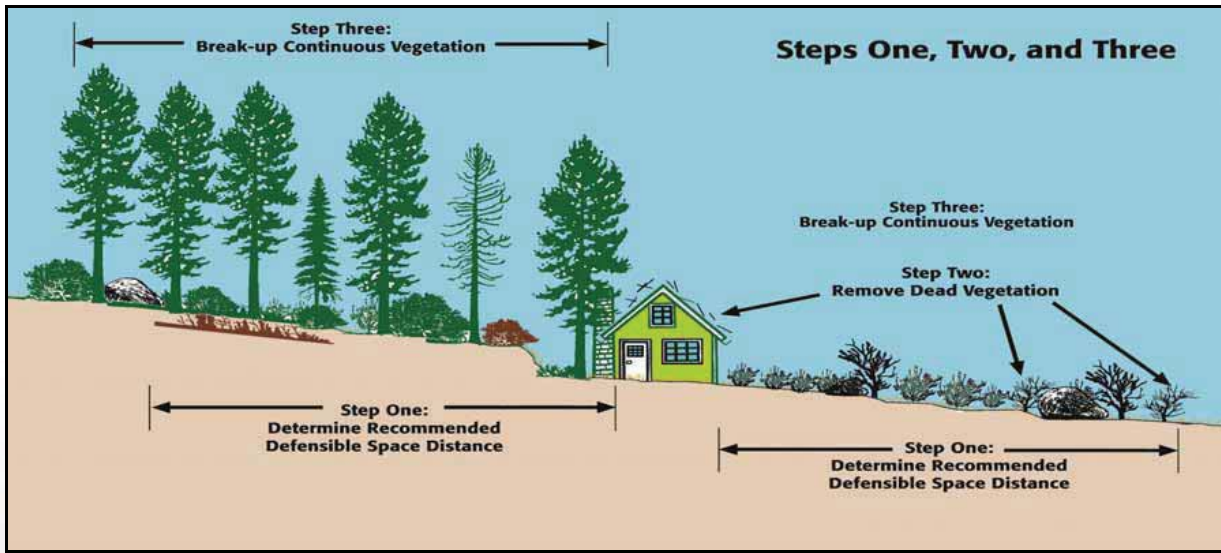 Step Three:
Break-up Continuous Vegetation
Steps One, Two, and Three
Step Three:
Break-up Continuous Vegetation
Step Two:
Remove Dead Vegetation
Step One:
Determine Recommended
Defensible Space Distance
Step One:
Determine Recommended
Defensible Space Distance